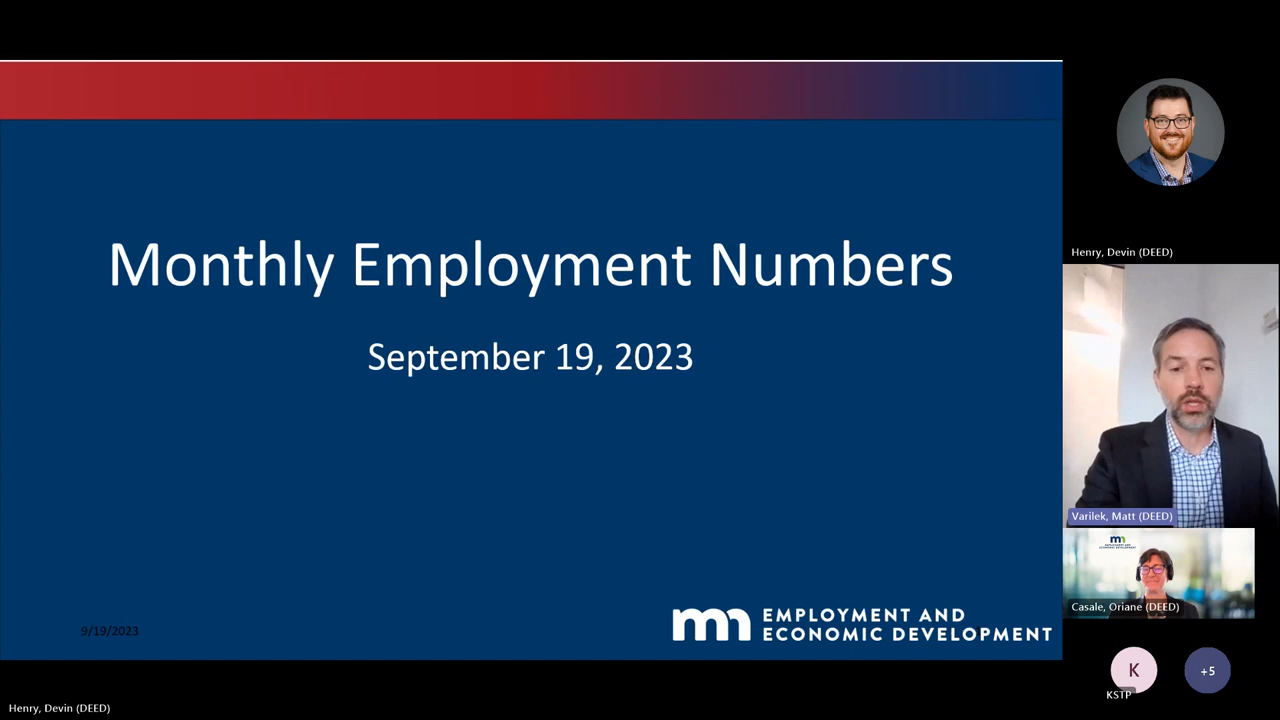 Monthly Employment Numbers
September 19, 2023
9/19/2023
mn EMPLOYMENT AND
ECONOMIC DEVELOPMENT
Henry, Devin (DEED)
Henry, Devin (DEED)
Varilek, Matt (DEED)
Casale, Oriane (DEED)
K
+5
KSTP